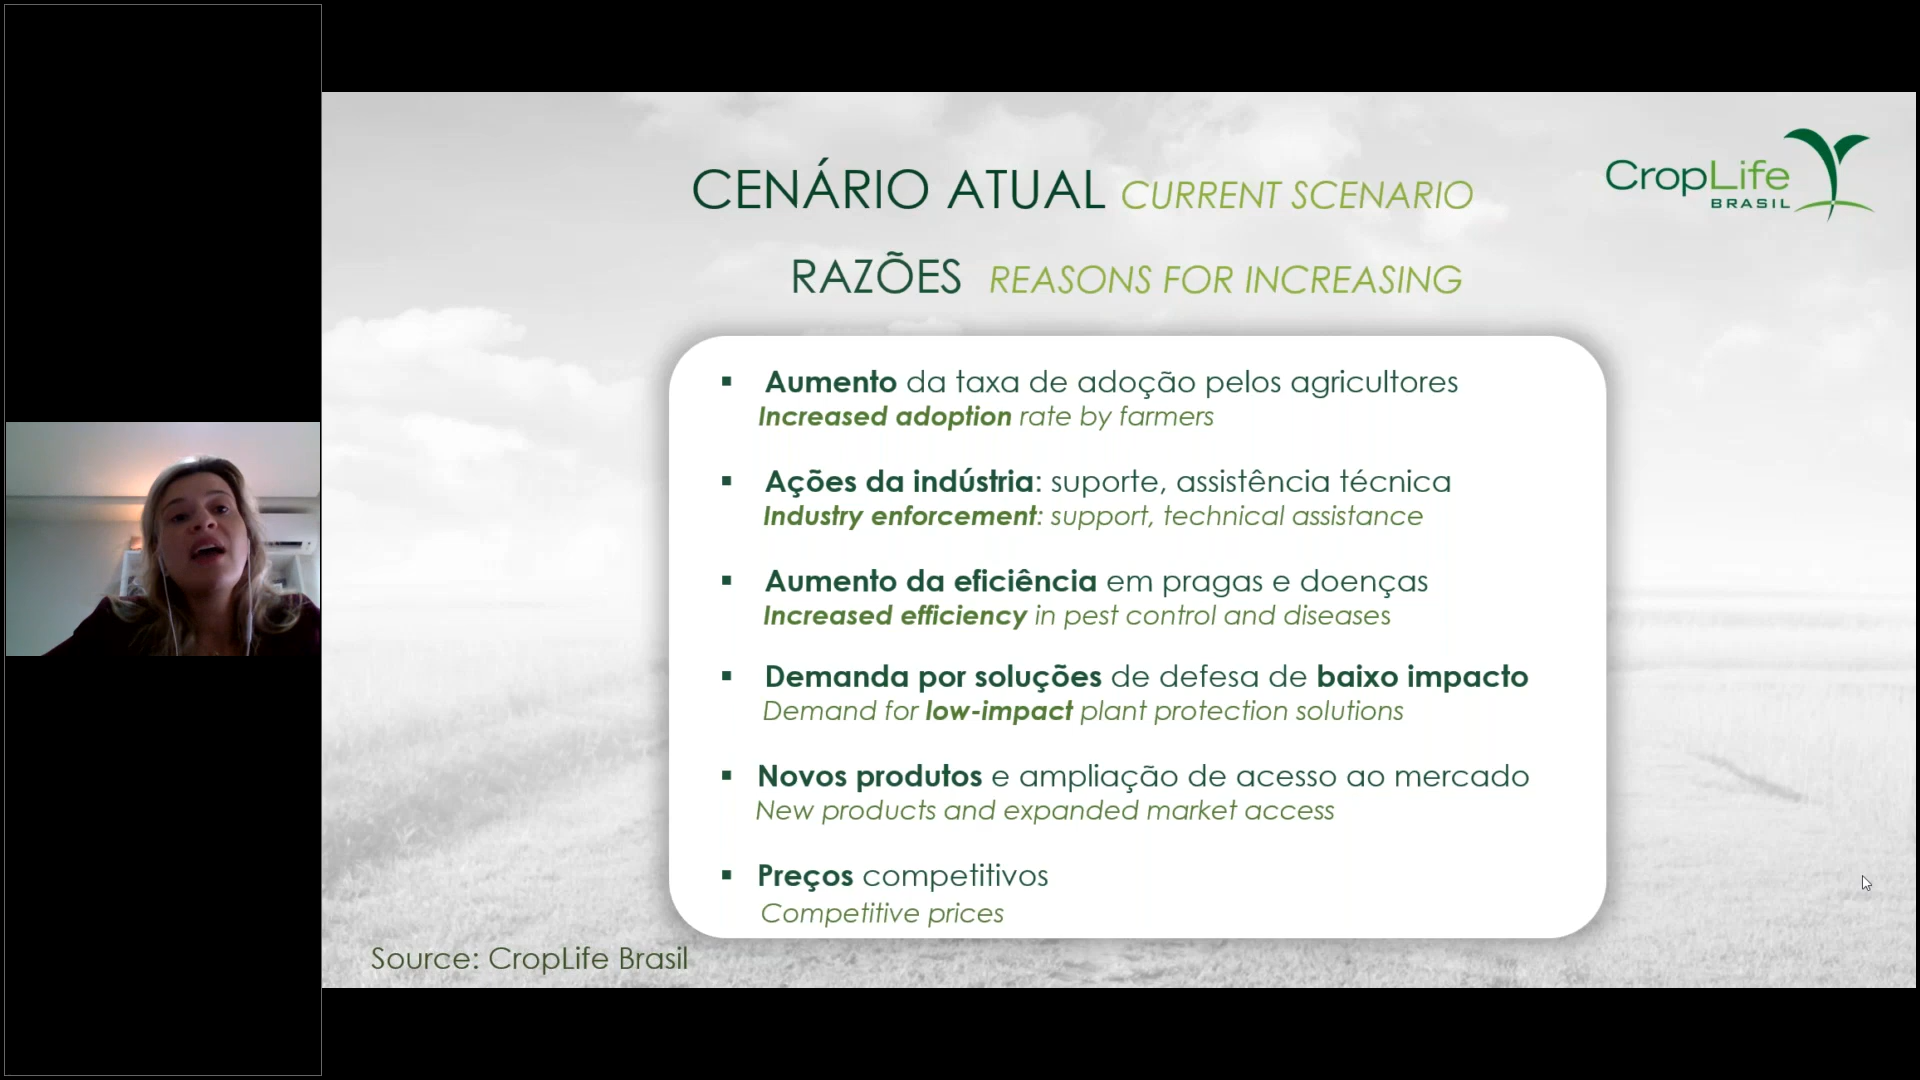 CENÁRIO ATUAL CURRENT SCENARIO
CropLife
BRASIL
RAZÕES REASONS FOR INCREASING
▪ Aumento da taxa de adoção pelos agricultores
Increased adoption rate by farmers
▪ Ações da indústria: suporte, assistência técnica
Industry enforcement: support, technical assistance
▪ Aumento da eficiência em pragas e doenças
Increased efficiency in pest control and diseases
▪ Demanda por soluções de defesa de baixo impacto
Demand for low-impact plant protection solutions
▪ Novos produtos e ampliação de acesso ao mercado
New products and expanded market access
▪ Preços competitivos
Competitive prices
Source: CropLife Brasil